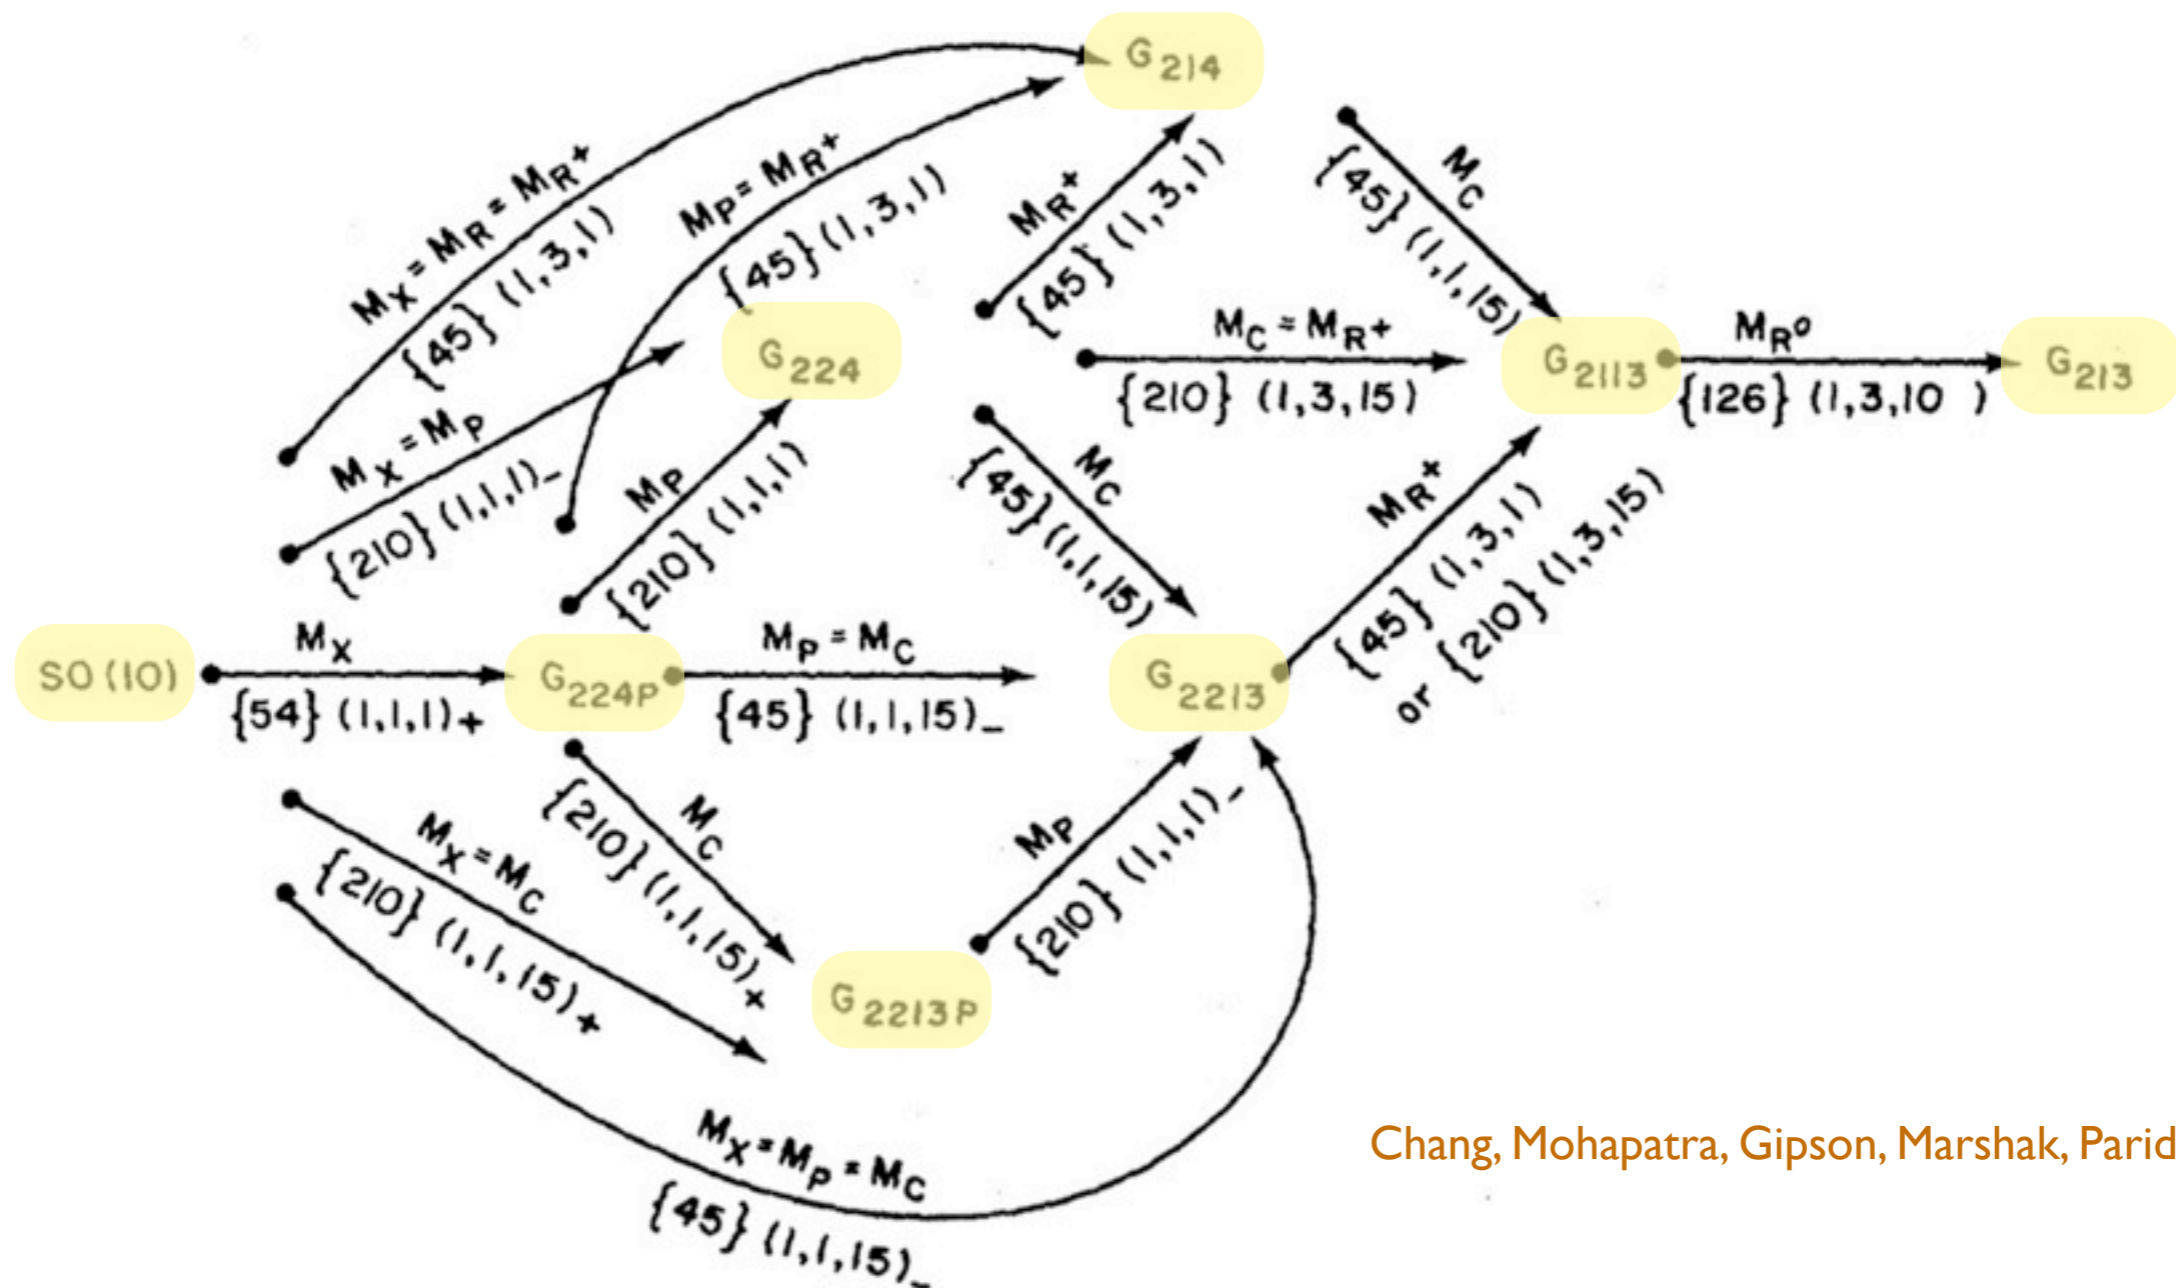 G214
MX = MR = MR+
{45} (1,3,1)
MP = MR+
{45} (1,3,1)
MR+
{45} (1,3,1)
MC
{45} (1,1,15)
G224
MX = MP
{210} (1,1,1)_
MP
{210} (1,1,1)
MC = MR+
{210} (1,3,15)
G2113
MR0
{126} (1,3,10 )
G213
MC
{45} (1,1,15)
MR+
{45} (1,3,1)
or {210} (1,3,15)
SO (10)
MX
{54} (1,1,1)+
G224P
MP = MC
{45} (1,1,15)_
G2213
MC
{210} (1,1,15)+
MP
{210} (1,1,1)_
MX = MC
{210} (1,1,15)+
G2213P
MX = MP = MC
{45} (1,1,15)_
Chang, Mohapatra, Gipson, Marshak, Parid